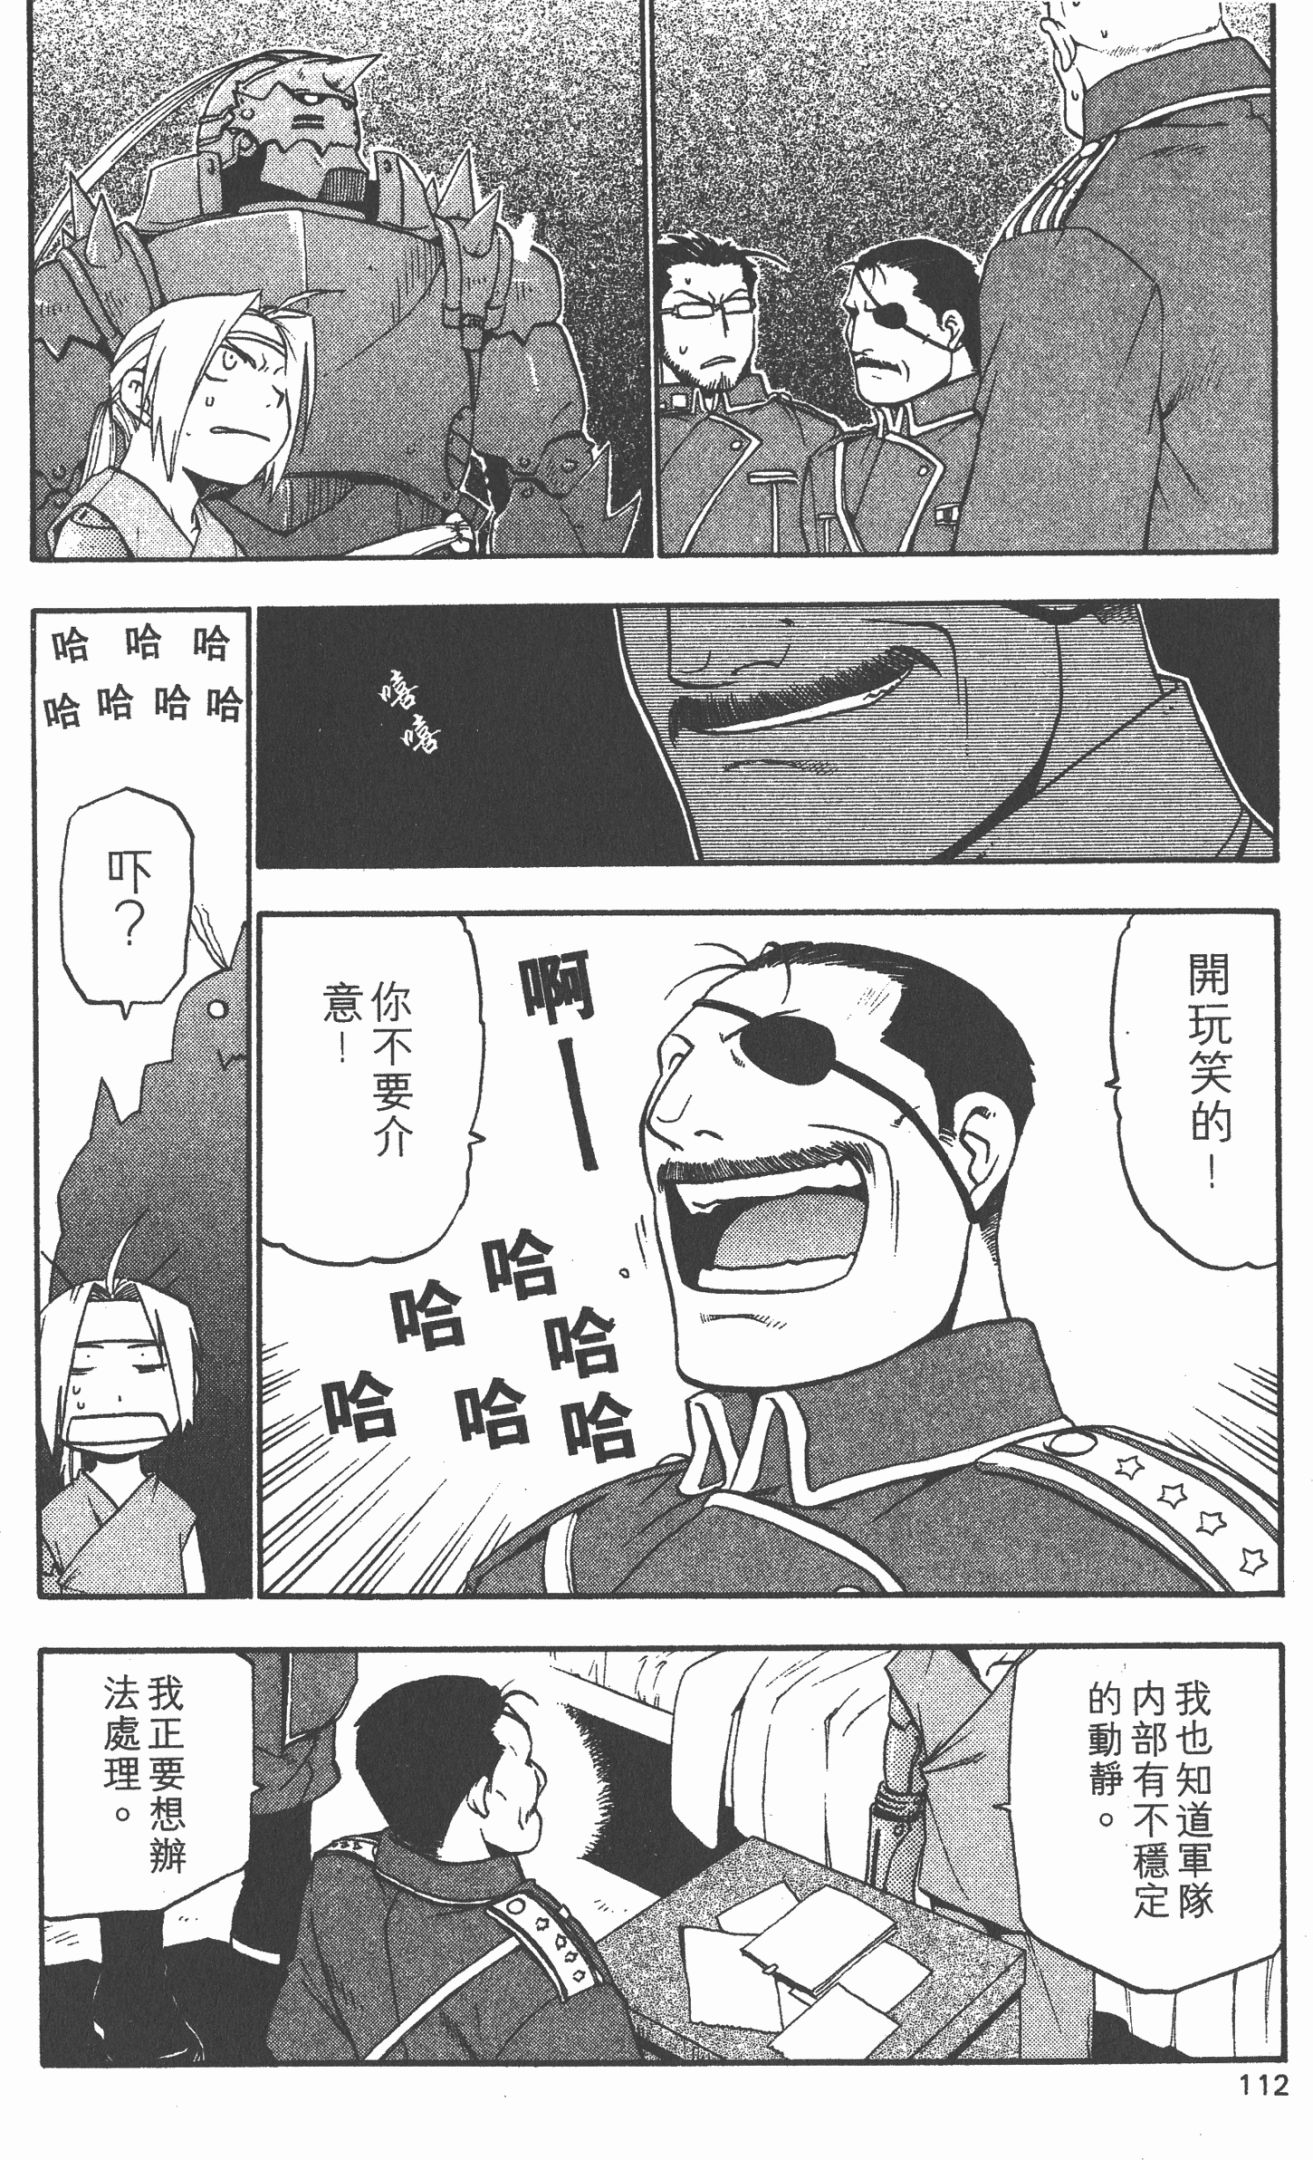 嘻
嘻
開玩笑的！
啊——
哈哈哈哈哈哈
你不要介
意！
哈哈哈
哈哈哈哈
吓？
我也知道軍隊
內部有不穩定
的動靜。
我正要想辦
法處理。
112